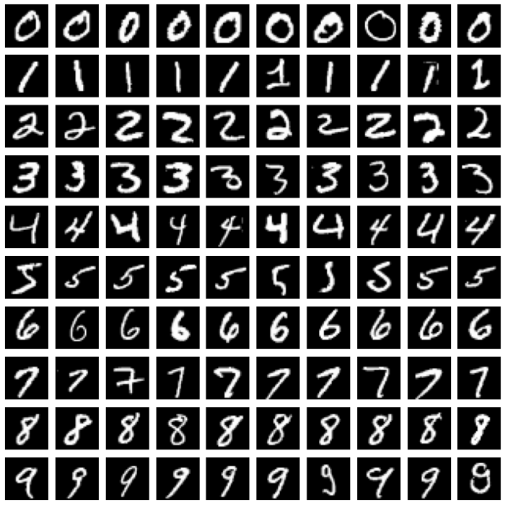 0 0 0 0 0 0 0 0 0 0
1 1 1 1 1 1 1 1 1 1
2 2 2 2 2 2 2 2 2 2
3 3 3 3 3 3 3 3 3 3
4 4 4 4 4 4 4 4 4 4
5 5 5 5 5 5 5 5 5 5
6 6 6 6 6 6 6 6 6 6
7 7 7 7 7 7 7 7 7 7
8 8 8 8 8 8 8 8 8 8
9 9 9 9 9 9 9 9 9 9